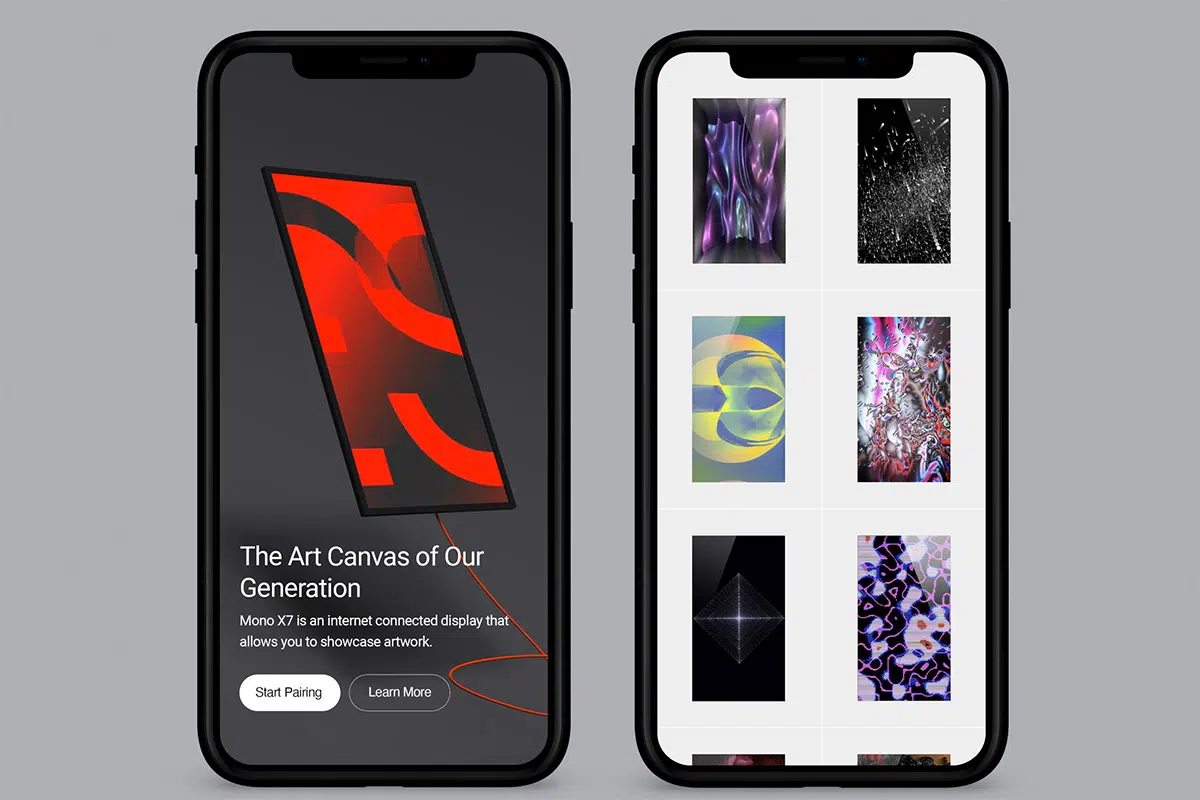 The Art Canvas of Our
Generation
Mono X7 is an internet connected display that
allows you to showcase artwork.
Start Pairing
Learn More